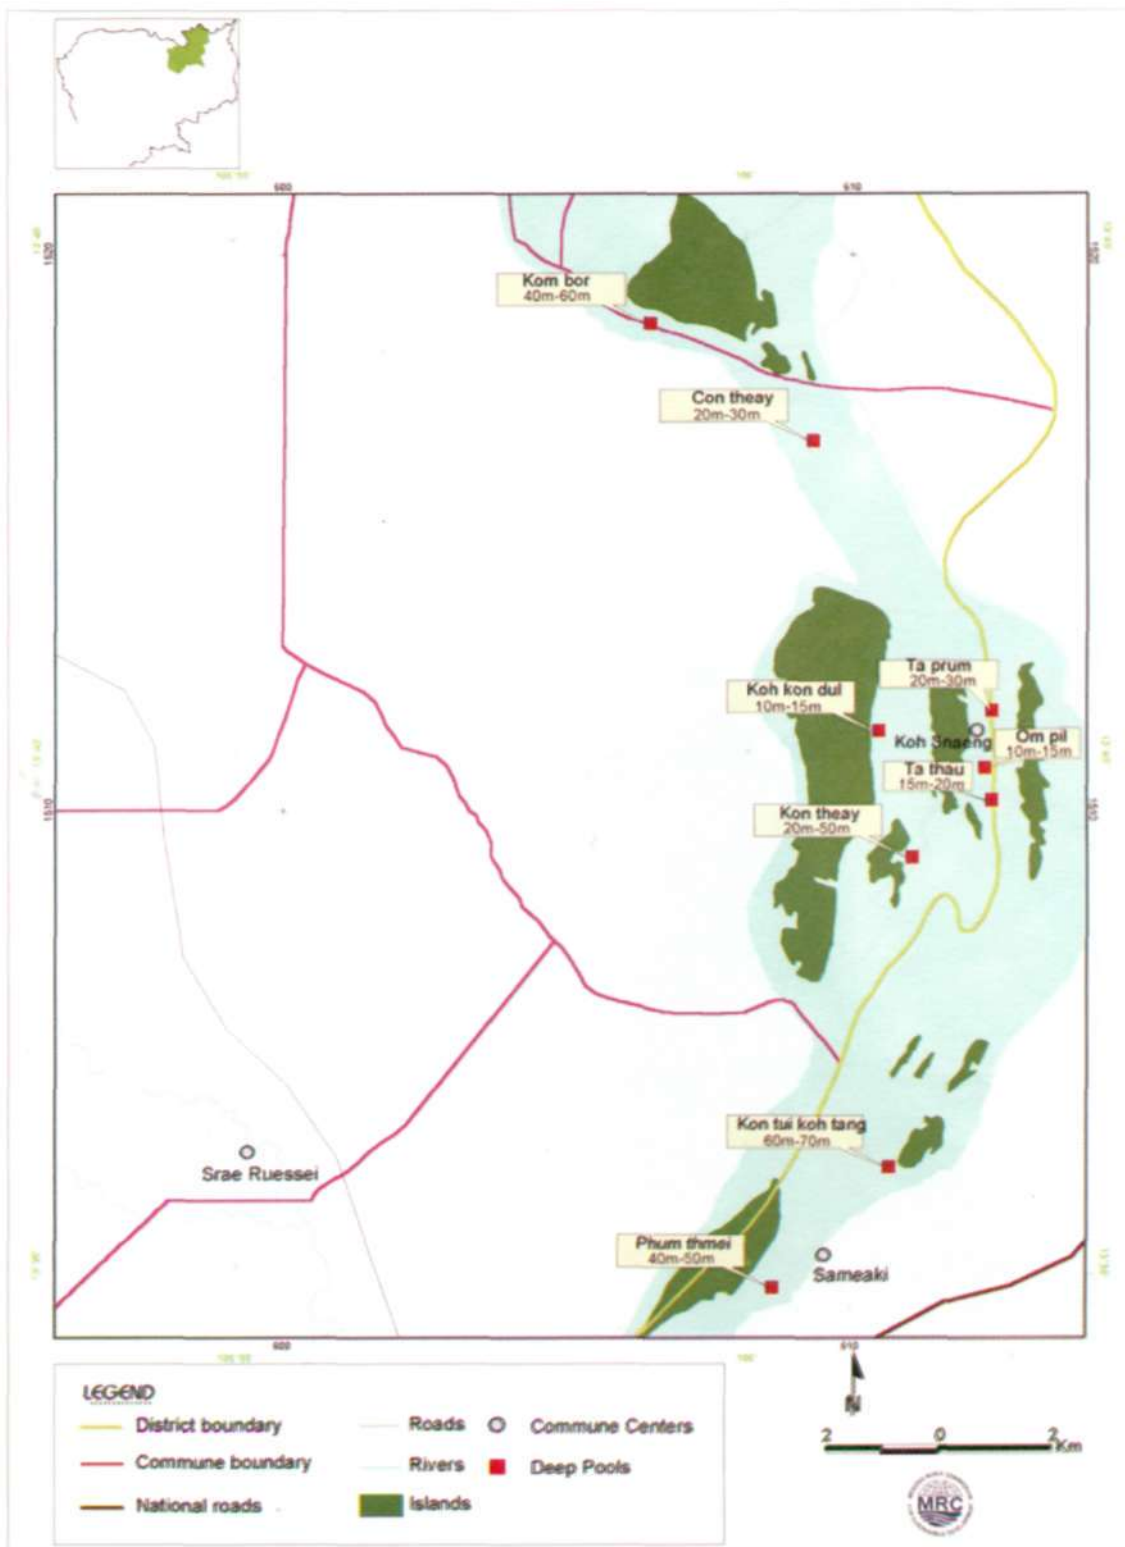 600
610
1520
1520
Kom bor
40m-60m
Con theay
20m-30m
Ta prum
20m-30m
Koh kon dul
10m-15m
Koh Snaeng
Om pil
10m-15m
Ta thau
15m-20m
1510
1510
Kon theay
20m-50m
Kon tui koh tang
60m-70m
Srae Ruessei
Phum thmei
40m-50m
Sameaki
600
610
LEGEND
District boundary
Roads
Commune Centers
Commune boundary
Rivers
Deep Pools
National roads
Islands
N
2 0 2
Km
MRC